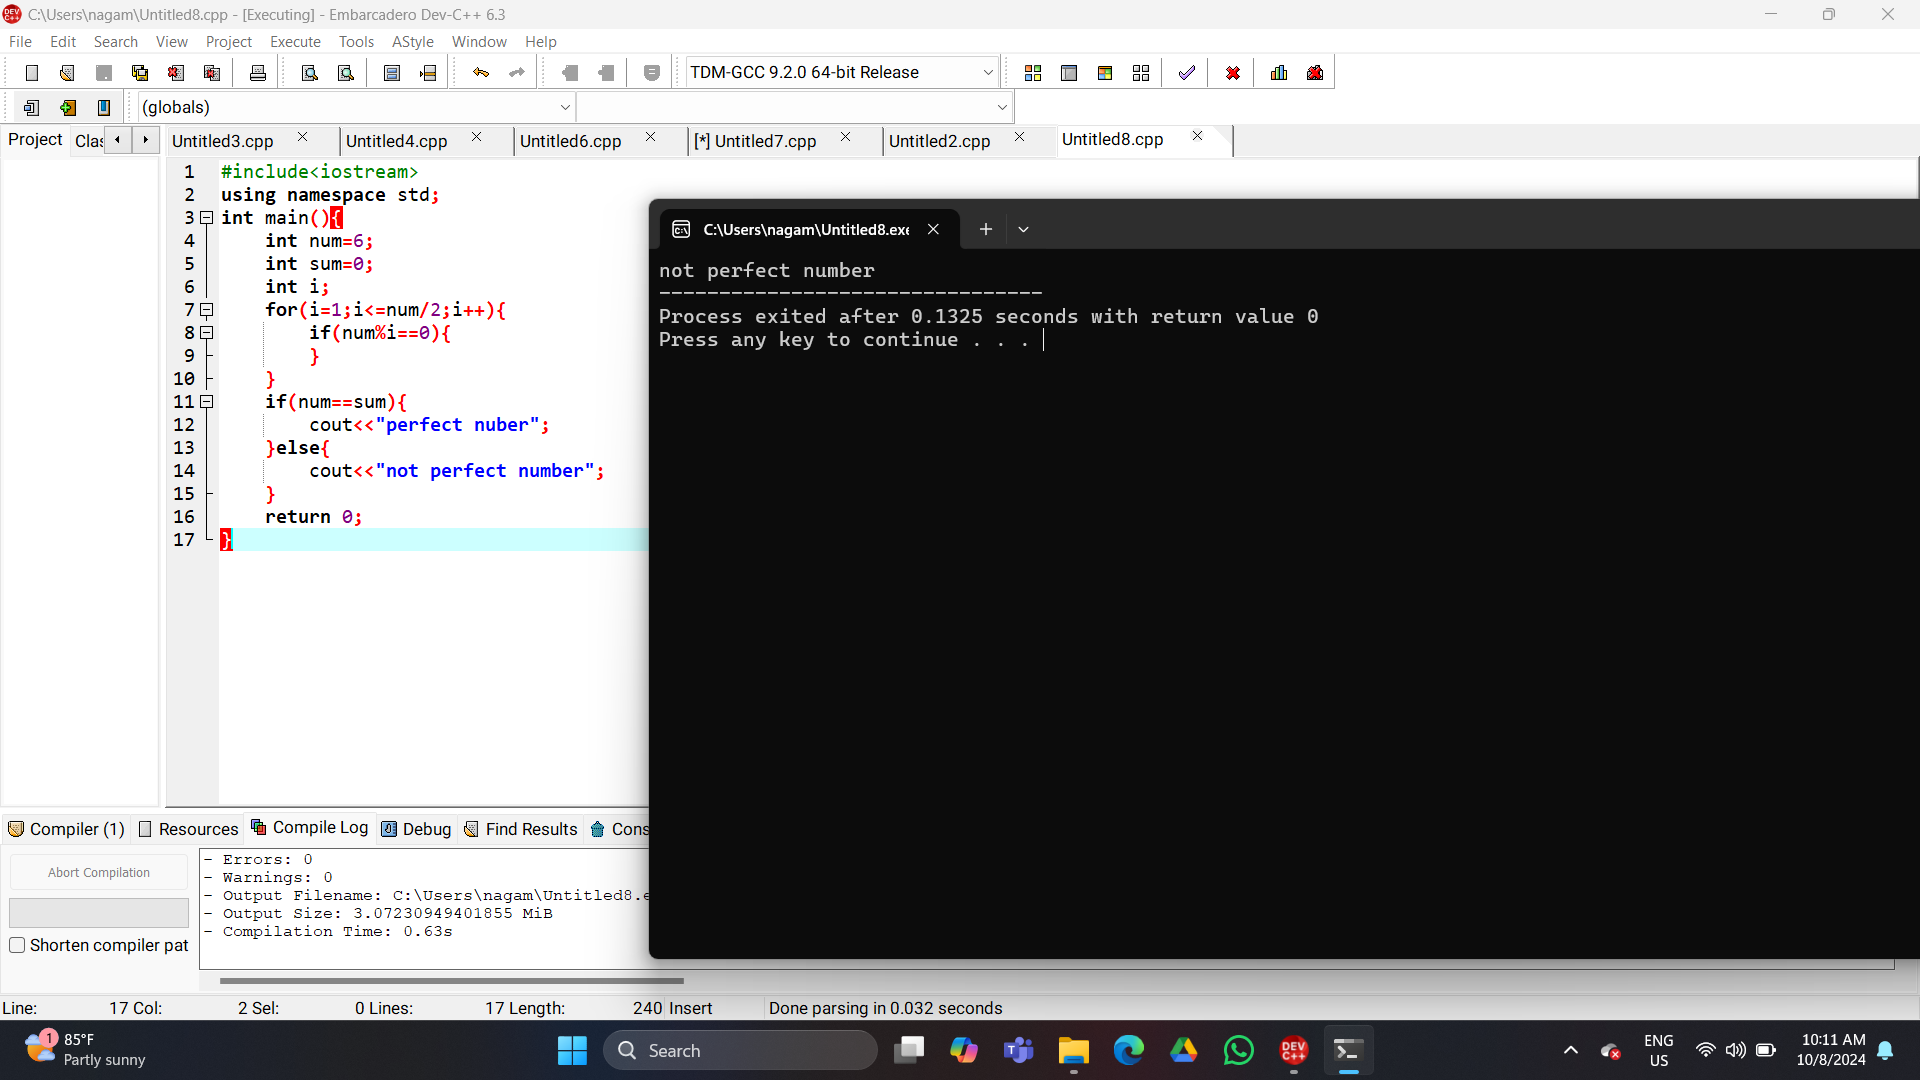 C:\Users\nagam\Untitled8.cpp - [Executing] - Embarcadero Dev-C++ 6.3
File Edit Search View Project Execute Tools AStyle Window Help
TDM-GCC 9.2.0 64-bit Release
(globals)
Project Clas Untitled3.cpp Untitled4.cpp Untitled6.cpp [*] Untitled7.cpp Untitled2.cpp Untitled8.cpp
1 #include<iostream>
2 using namespace std;
3 int main(){
4 int num=6;
5 int sum=0;
6 int i;
7 for(i=1;i<=num/2;i++){
8 if(num%i==0){
9 }
10 }
11 if(num==sum){
12 cout<<"perfect nuber";
13 }else{
14 cout<<"not perfect number";
15 }
16 return 0;
17 }
C:\Users\nagam\Untitled8.exe
not perfect number
--------------------------------
Process exited after 0.1325 seconds with return value 0
Press any key to continue . . .
Compiler (1) Resources Compile Log Debug Find Results Cons
Abort Compilation
Shorten compiler pat
- Errors: 0
- Warnings: 0
- Output Filename: C:\Users\nagam\Untitled8.e
- Output Size: 3.07230949401855 MiB
- Compilation Time: 0.63s
Line: 17 Col: 2 Sel: 0 Lines: 17 Length: 240 Insert Done parsing in 0.032 seconds
1
85°F
Partly sunny
Search
DEV C++
ENG
US
10:11 AM
10/8/2024